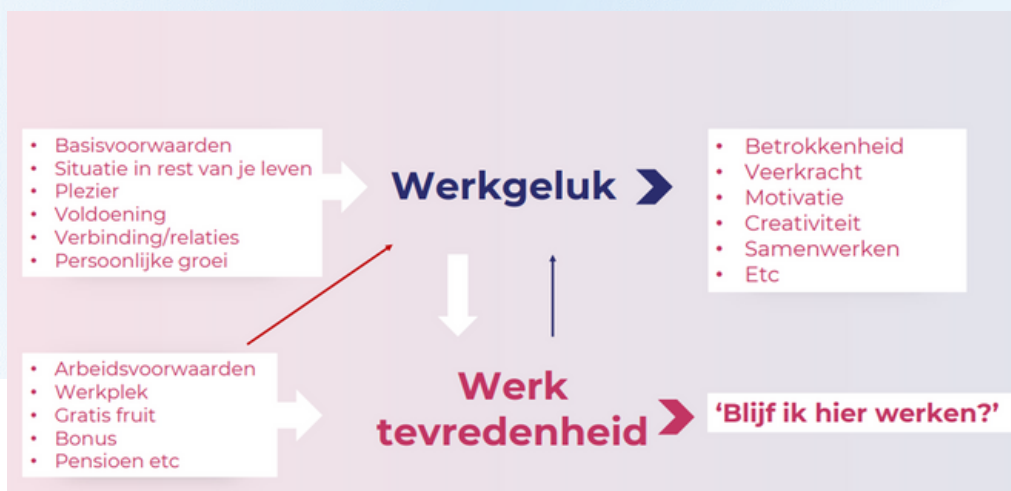 • Basisvoorwaarden
• Situatie in rest van je leven
• Plezier
• Voldoening
• Verbinding/relaties
• Persoonlijke groei
Werkgeluk
• Betrokkenheid
• Veerkracht
• Motivatie
• Creativiteit
• Samenwerken
• Etc
• Arbeidsvoorwaarden
• Werkplek
• Gratis fruit
• Bonus
• Pensioen etc
Werk
tevredenheid
‘Blijf ik hier werken?’